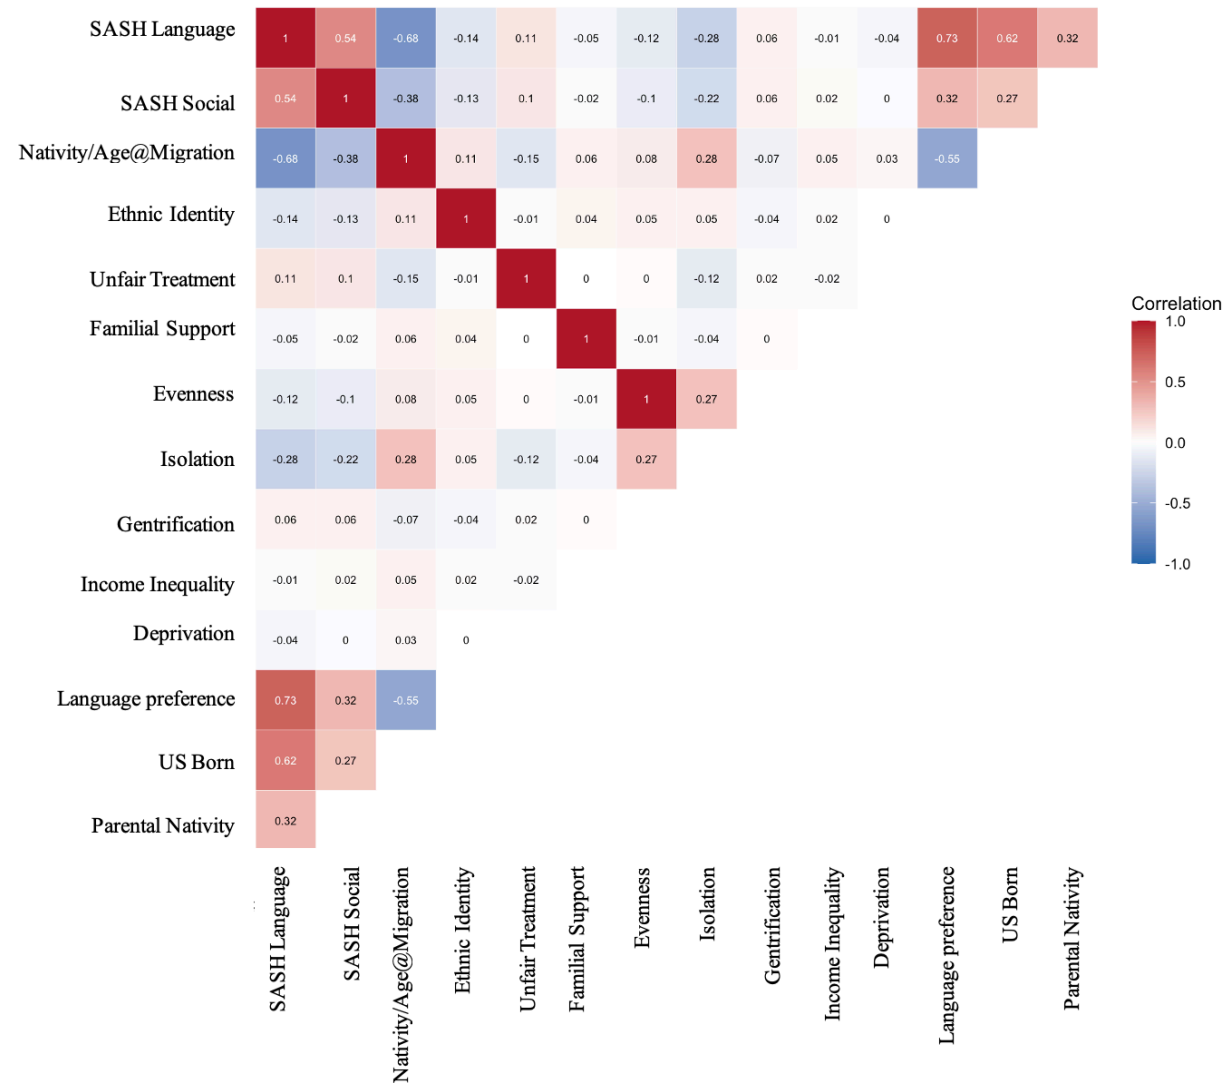 SASH Language 1 0.54 -0.68 -0.14 0.11 -0.05 -0.12 -0.28 0.06 -0.01 -0.04 0.73 0.62 0.32
SASH Social 0.54 1 -0.38 -0.13 0.1 -0.02 -0.1 -0.22 0.06 0.02 0 0.32 0.27
Nativity/Age@Migration -0.68 -0.38 1 0.11 -0.15 0.06 0.08 0.28 -0.07 0.05 0.03 -0.55
Ethnic Identity -0.14 -0.13 0.11 1 -0.01 0.04 0.05 0.05 -0.04 0.02 0
Unfair Treatment 0.11 0.1 -0.15 -0.01 1 0 0 -0.12 0.02 -0.02
Familial Support -0.05 -0.02 0.06 0.04 0 1 -0.01 -0.04 0
Evenness -0.12 -0.1 0.08 0.05 0 -0.01 1 0.27
Isolation -0.28 -0.22 0.28 0.05 -0.12 -0.04 0.27
Gentrification 0.06 0.06 -0.07 -0.04 0.02 0
Income Inequality -0.01 0.02 0.05 0.02 -0.02
Deprivation -0.04 0 0.03 0
Language preference 0.73 0.32 -0.55
US Born 0.62 0.27
Parental Nativity 0.32
SASH Language
SASH Social
Nativity/Age@Migration
Ethnic Identity
Unfair Treatment
Familial Support
Evenness
Isolation
Gentrification
Income Inequality
Deprivation
Language preference
US Born
Parental Nativity
Correlation
1.0
0.5
0.0
-0.5
-1.0